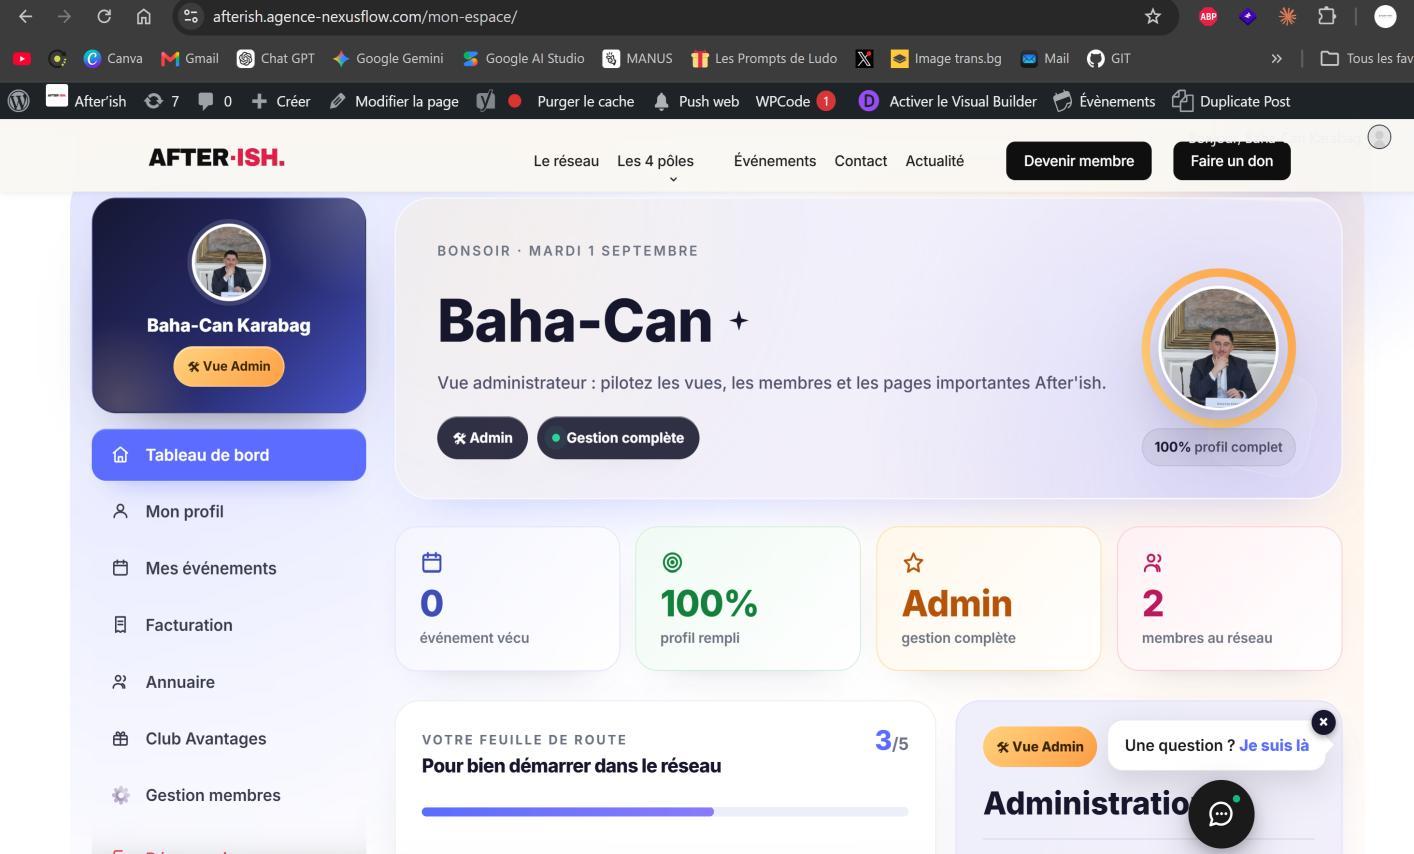 afterish.agence-nexusflow.com/mon-espace/
ABP
Canva
Gmail
Chat GPT
Google Gemini
Google AI Studio
MANUS
Les Prompts de Ludo
Image trans.bg
Mail
GIT
»
Tous les fav
After'ish
7
0
Créer
Modifier la page
Purger le cache
Push web
WPCode 1
D Activer le Visual Builder
Évènements
Duplicate Post
Bonjour, Baha-Can Karabag
AFTER·ISH.
Le réseau
Les 4 pôles
Événements
Contact
Actualité
Devenir membre
Faire un don
Baha-Can Karabag
Vue Admin
Tableau de bord
Mon profil
Mes événements
Facturation
Annuaire
Club Avantages
Gestion membres
BONSOIR · MARDI 1 SEPTEMBRE
Baha-Can
Vue administrateur : pilotez les vues, les membres et les pages importantes After'ish.
Admin
Gestion complète
100% profil complet
0
événement vécu
100%
profil rempli
Admin
gestion complète
2
membres au réseau
VOTRE FEUILLE DE ROUTE
3/5
Pour bien démarrer dans le réseau
Vue Admin
Une question ? Je suis là
Administratio